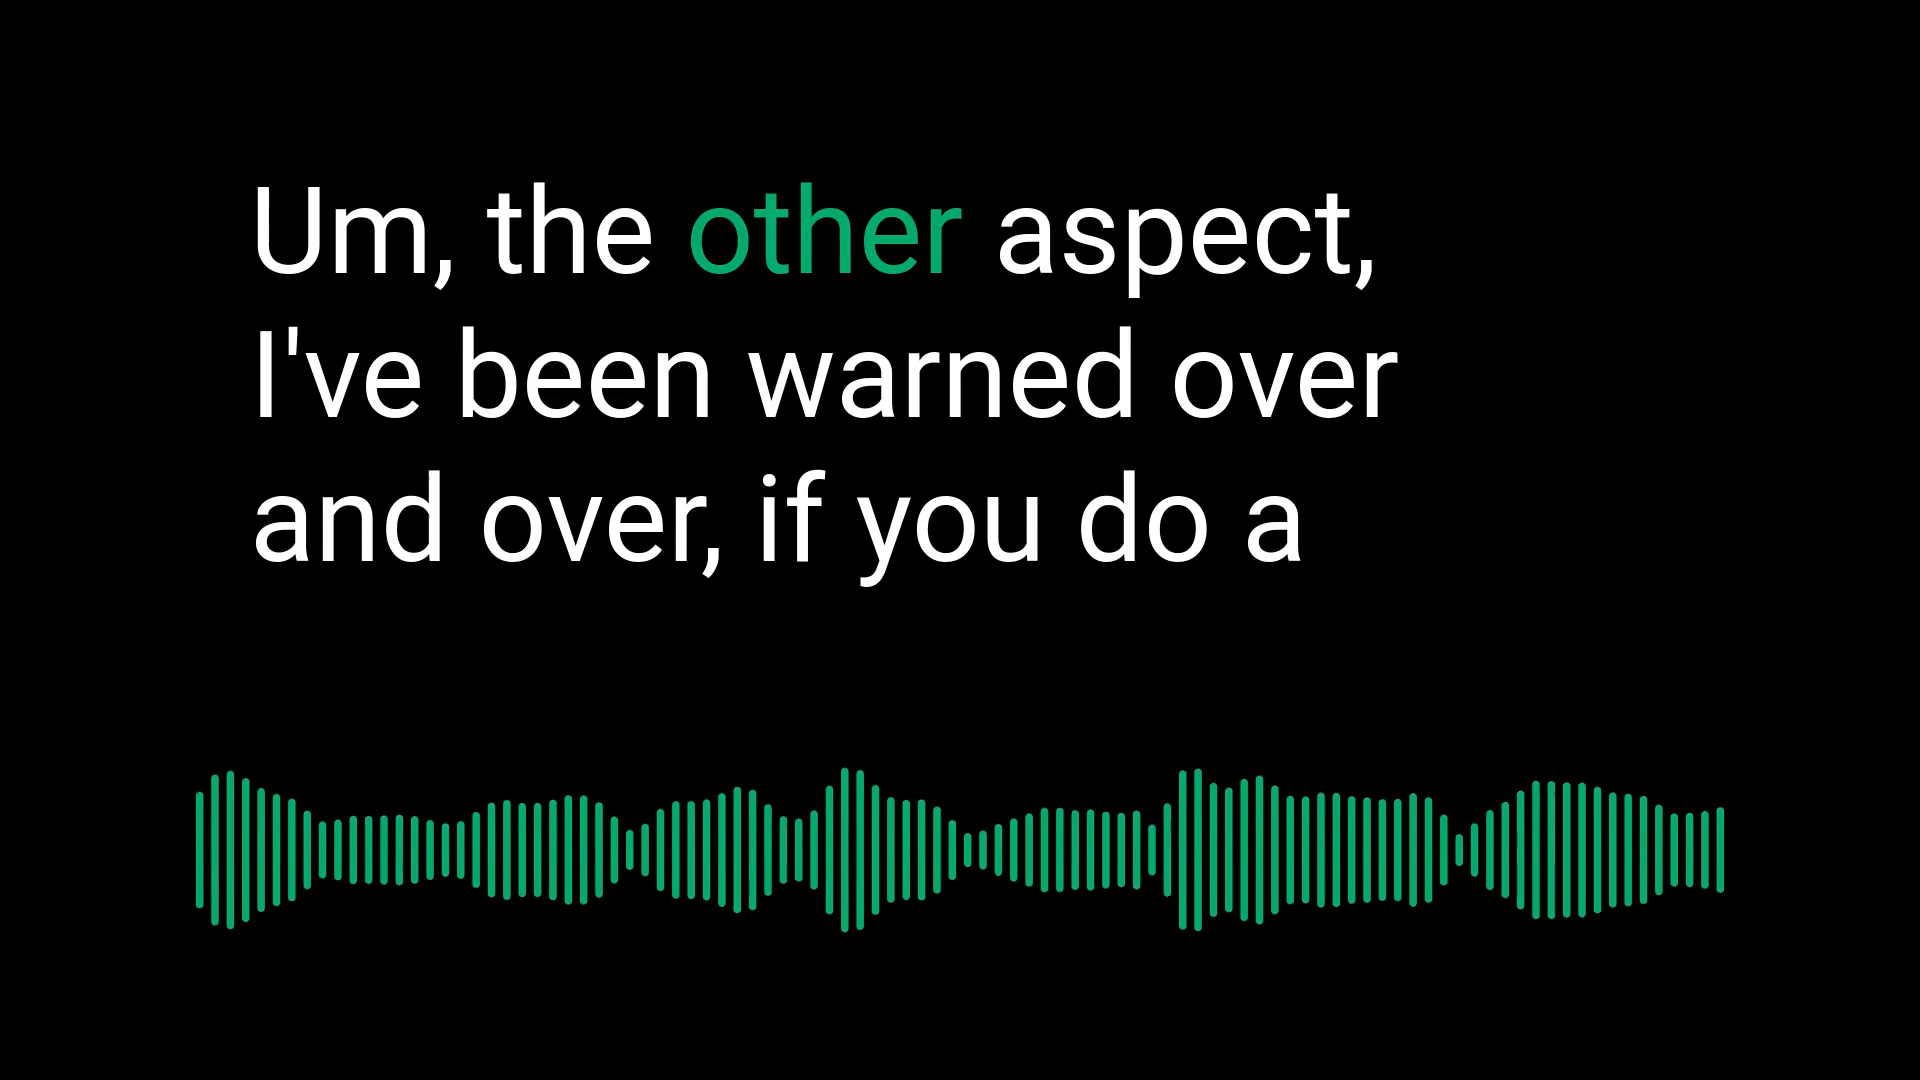 Um, the other aspect,
I've been warned over
and over, if you do a